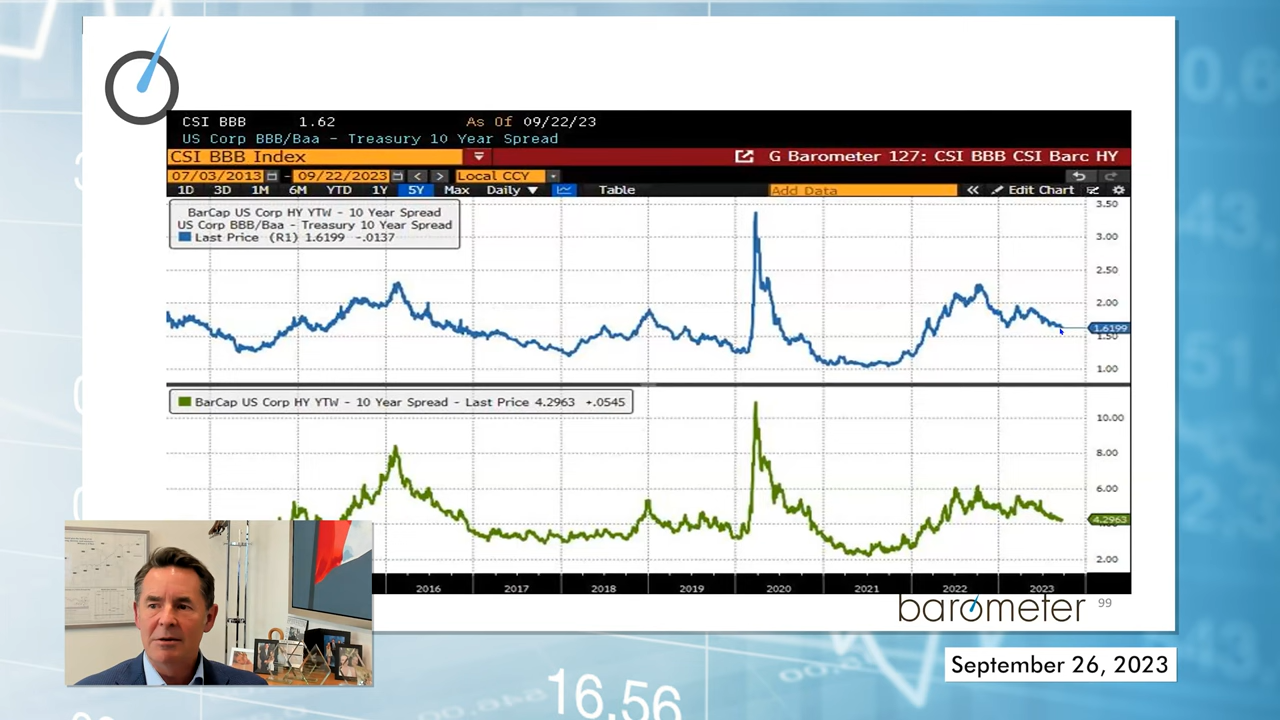 CSI BBB 1.62 As Of 09/22/23
US Corp BBB/Baa - Treasury 10 Year Spread
CSI BBB Index G Barometer 127: CSI BBB CSI Barc HY
07/03/2013 - 09/22/2023 < > Local CCY
1D 3D 1M 6M YTD 1Y 5Y Max Daily ▼ Table Add Data « Edit Chart
BarCap US Corp HY YTW - 10 Year Spread
US Corp BBB/Baa - Treasury 10 Year Spread
Last Price (R1) 1.6199 -.0137
3.50
3.00
2.50
2.00
1.6199
1.50
1.00
BarCap US Corp HY YTW - 10 Year Spread - Last Price 4.2963 +.0545
10.00
8.00
6.00
4.2963
2.00
2016 2017 2018 2019 2020 2021 2022 2023
barometer 99
September 26, 2023
16.56